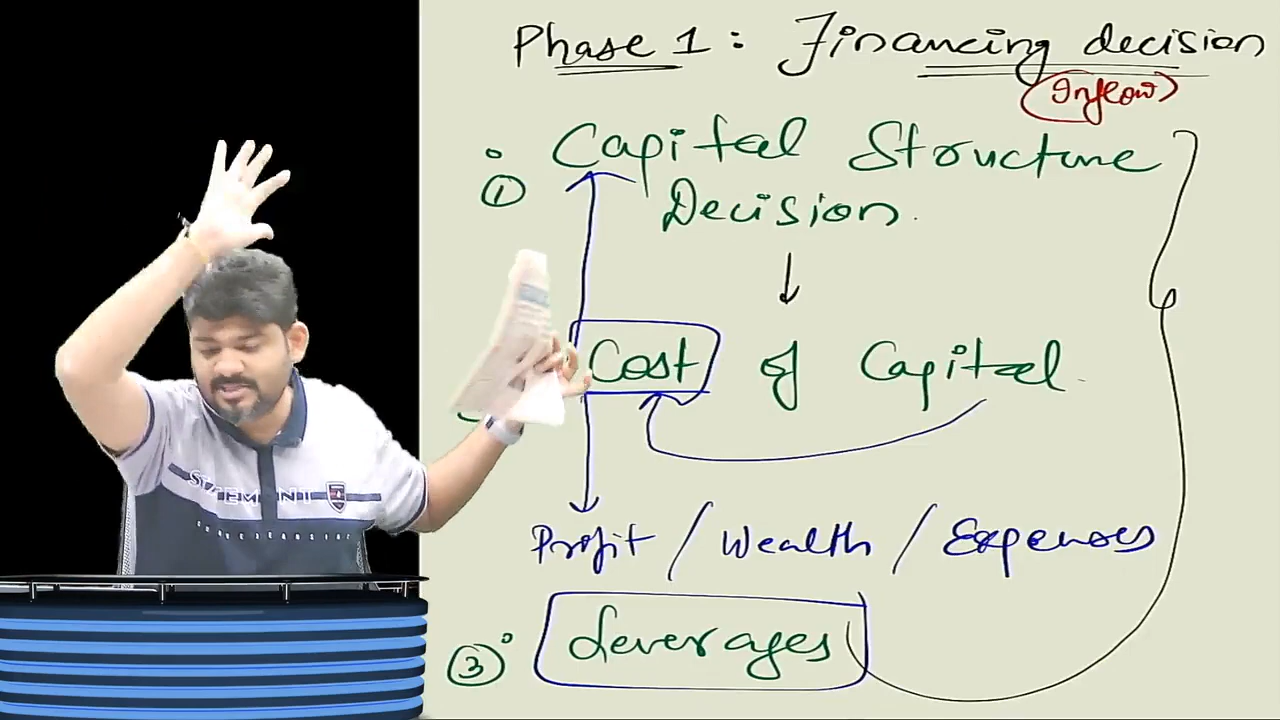 Phase 1 : Financing decision
(Inflow)
① Capital Structure
Decision.
↓
Cost of Capital
Profit / Wealth / Expenses
③ Leverages